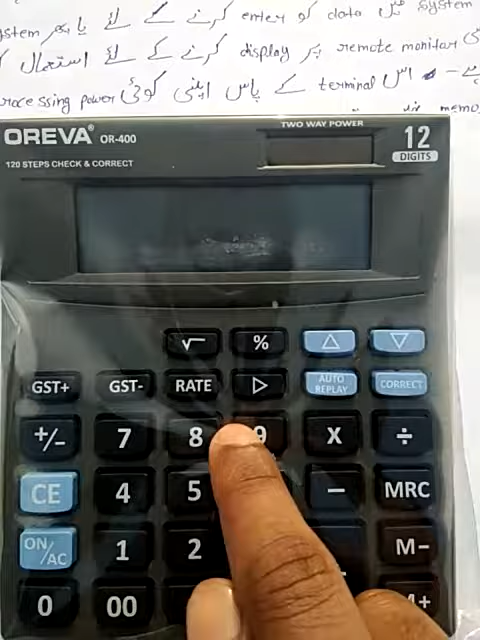 system میں data کو enter کرنے کے لئے یا پھر system
پر remote monitor display کرنے کے لئے استعمال
اس terminal کے پاس اپنی کوئی processing power
OREVA® OR-400
TWO WAY POWER
12
DIGITS
120 STEPS CHECK & CORRECT
√ % △ ▽
GST+ GST- RATE ▷ AUTO REPLAY CORRECT
+/- 7 8 9 X ÷
CE 4 5 − MRC
ON/AC 1 2 M−
0 00